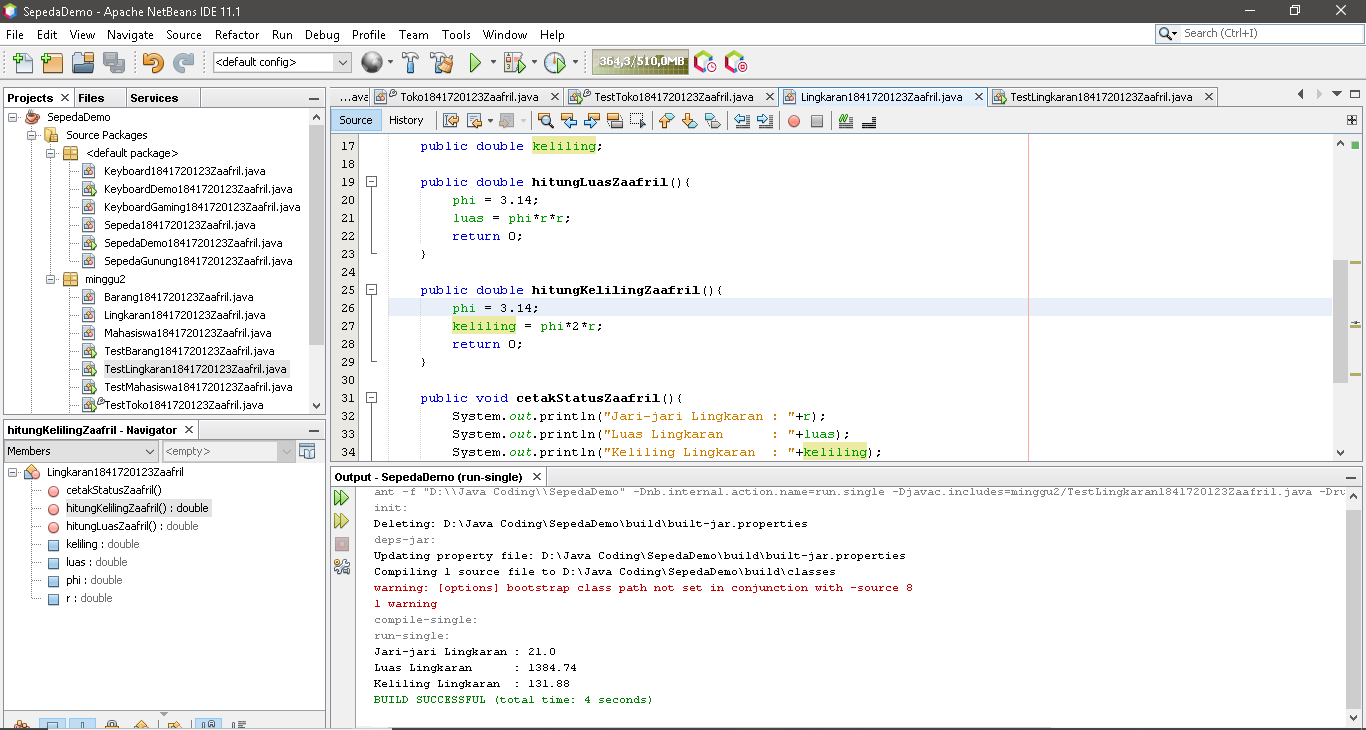 SepedaDemo - Apache NetBeans IDE 11.1
File Edit View Navigate Source Refactor Run Debug Profile Team Tools Window Help
Search (Ctrl+I)
<default config>
364,3/510,0MB
Projects Files Services
SepedaDemo
Source Packages
<default package>
Keyboard1841720123Zaafril.java
KeyboardDemo1841720123Zaafril.java
KeyboardGaming1841720123Zaafril.java
Sepeda1841720123Zaafril.java
SepedaDemo1841720123Zaafril.java
SepedaGunung1841720123Zaafril.java
minggu2
Barang1841720123Zaafril.java
Lingkaran1841720123Zaafril.java
Mahasiswa1841720123Zaafril.java
TestBarang1841720123Zaafril.java
TestLingkaran1841720123Zaafril.java
TestMahasiswa1841720123Zaafril.java
TestToko1841720123Zaafril.java
hitungKelilingZaafril - Navigator
Members <empty>
Lingkaran1841720123Zaafril
cetakStatusZaafril()
hitungKelilingZaafril() : double
hitungLuasZaafril() : double
keliling : double
luas : double
phi : double
r : double
...ava Toko1841720123Zaafril.java TestToko1841720123Zaafril.java Lingkaran1841720123Zaafril.java TestLingkaran1841720123Zaafril.java
Source History
17 public double keliling;
18
19 public double hitungLuasZaafril(){
20 phi = 3.14;
21 luas = phi*r*r;
22 return 0;
23 }
24
25 public double hitungKelilingZaafril(){
26 phi = 3.14;
27 keliling = phi*2*r;
28 return 0;
29 }
30
31 public void cetakStatusZaafril(){
32 System.out.println("Jari-jari Lingkaran : "+r);
33 System.out.println("Luas Lingkaran      : "+luas);
34 System.out.println("Keliling Lingkaran  : "+keliling);
Output - SepedaDemo (run-single)
ant -f "D:\\Java Coding\\SepedaDemo" -Dnb.internal.action.name=run.single -Djavac.includes=minggu2/TestLingkaran1841720123Zaafril.java -Dru
init:
Deleting: D:\Java Coding\SepedaDemo\build\built-jar.properties
deps-jar:
Updating property file: D:\Java Coding\SepedaDemo\build\built-jar.properties
Compiling 1 source file to D:\Java Coding\SepedaDemo\build\classes
warning: [options] bootstrap class path not set in conjunction with -source 8
1 warning
compile-single:
run-single:
Jari-jari Lingkaran : 21.0
Luas Lingkaran      : 1384.74
Keliling Lingkaran  : 131.88
BUILD SUCCESSFUL (total time: 4 seconds)